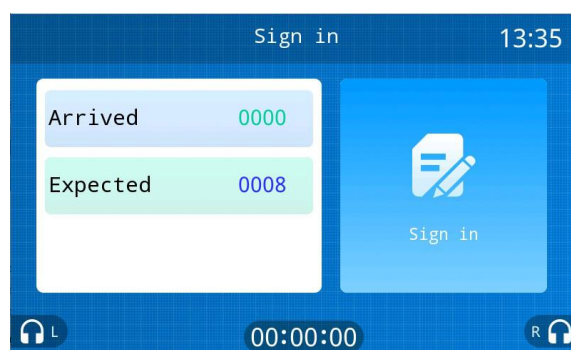 Sign in
13:35
Arrived 0000
Expected 0008
Sign in
L
00:00:00
R